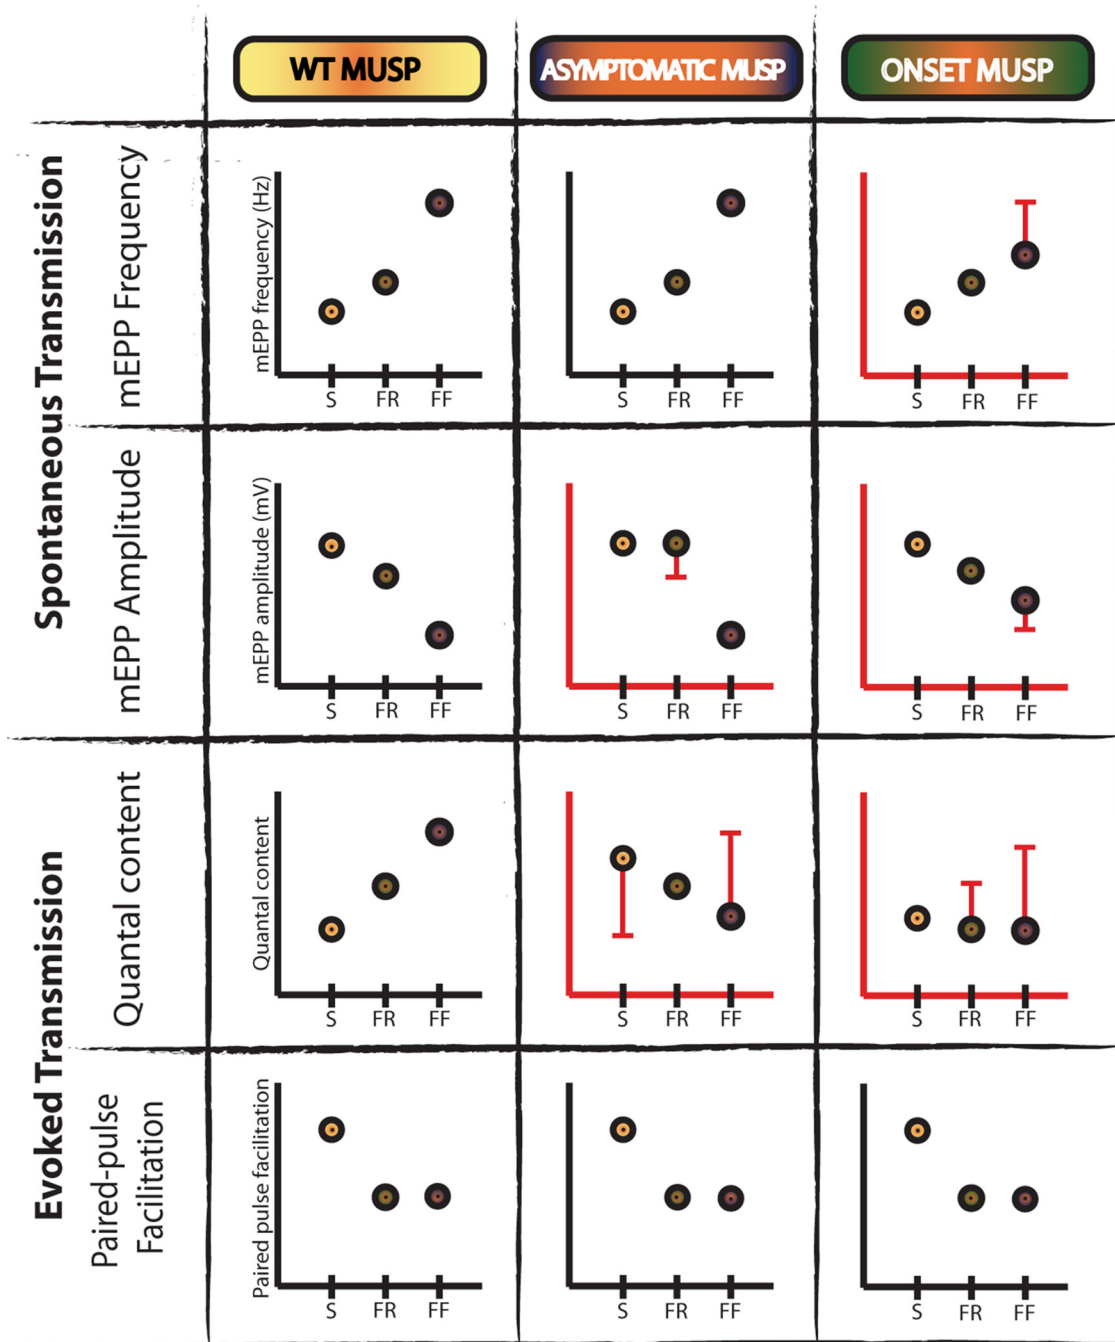 WT MUSP
ASYMPTOMATIC MUSP
ONSET MUSP
Spontaneous Transmission
mEPP Frequency
mEPP frequency (Hz)
S FR FF
S FR FF
S FR FF
mEPP Amplitude
mEPP amplitude (mV)
S FR FF
S FR FF
S FR FF
Evoked Transmission
Quantal content
Quantal content
S FR FF
S FR FF
S FR FF
Paired-pulse
Facilitation
Paired pulse facilitation
S FR FF
S FR FF
S FR FF